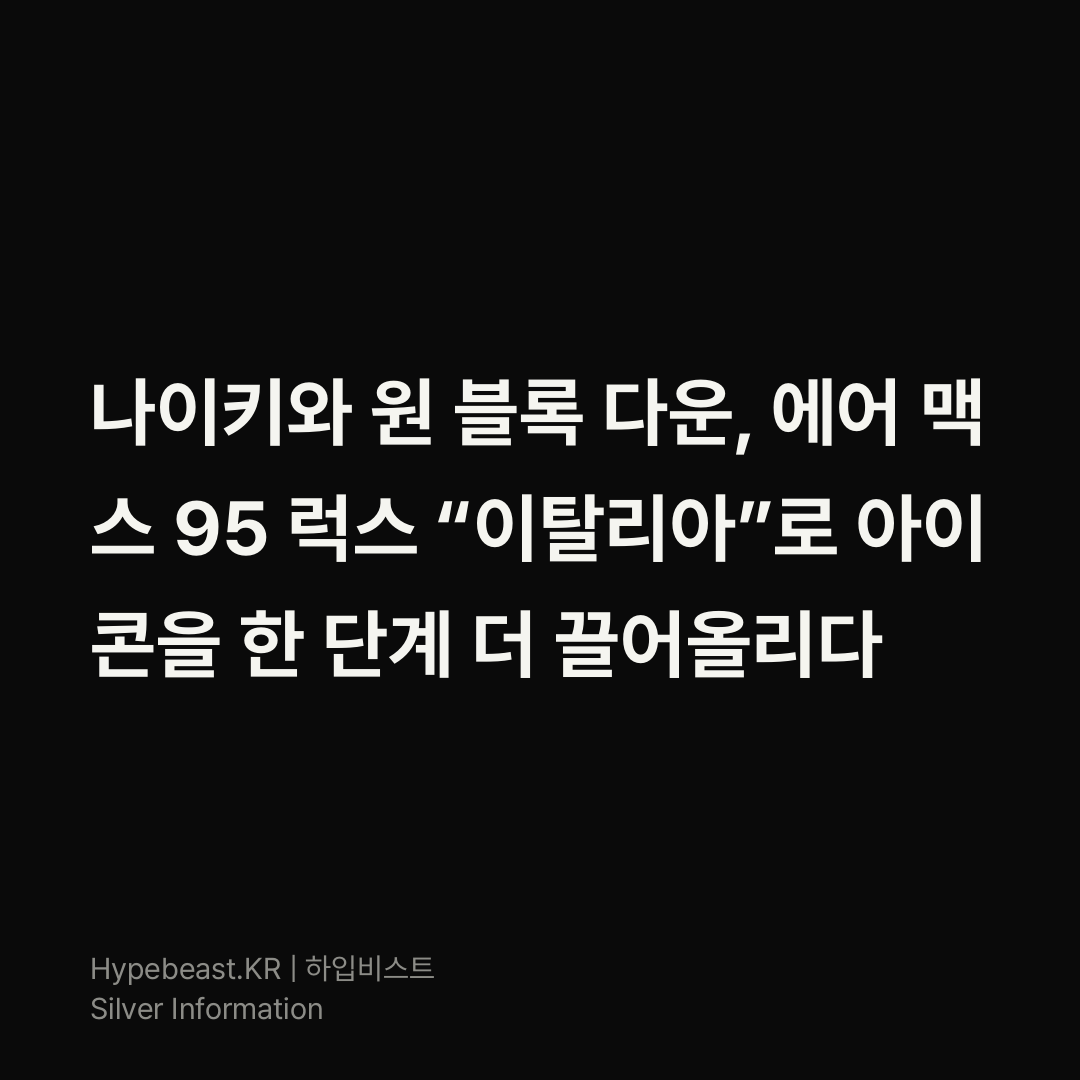 나이키와 원 블록 다운, 에어 맥
스 95 럭스 “이탈리아”로 아이
콘을 한 단계 더 끌어올리다
Hypebeast.KR | 하입비스트
Silver Information